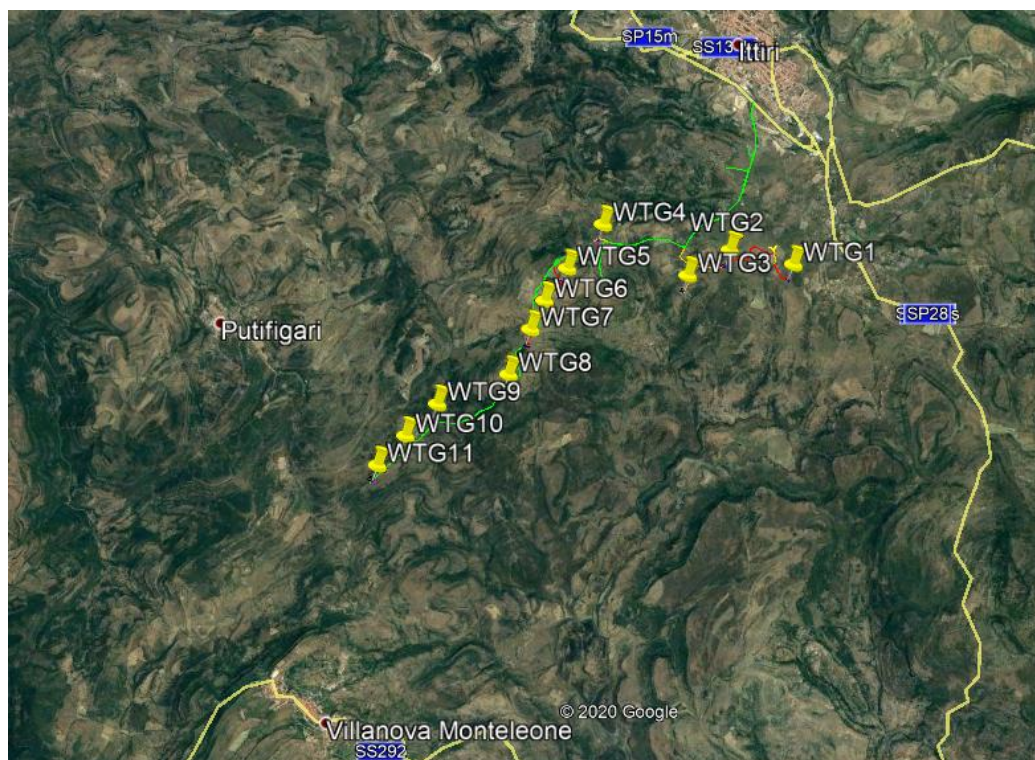 SP15m
SS13
Ittiri
WTG4
WTG2
WTG5
WTG3
WTG1
WTG6
SSP28s
WTG7
Putifigari
WTG8
WTG9
WTG10
WTG11
© 2020 Google
Villanova Monteleone
SS292